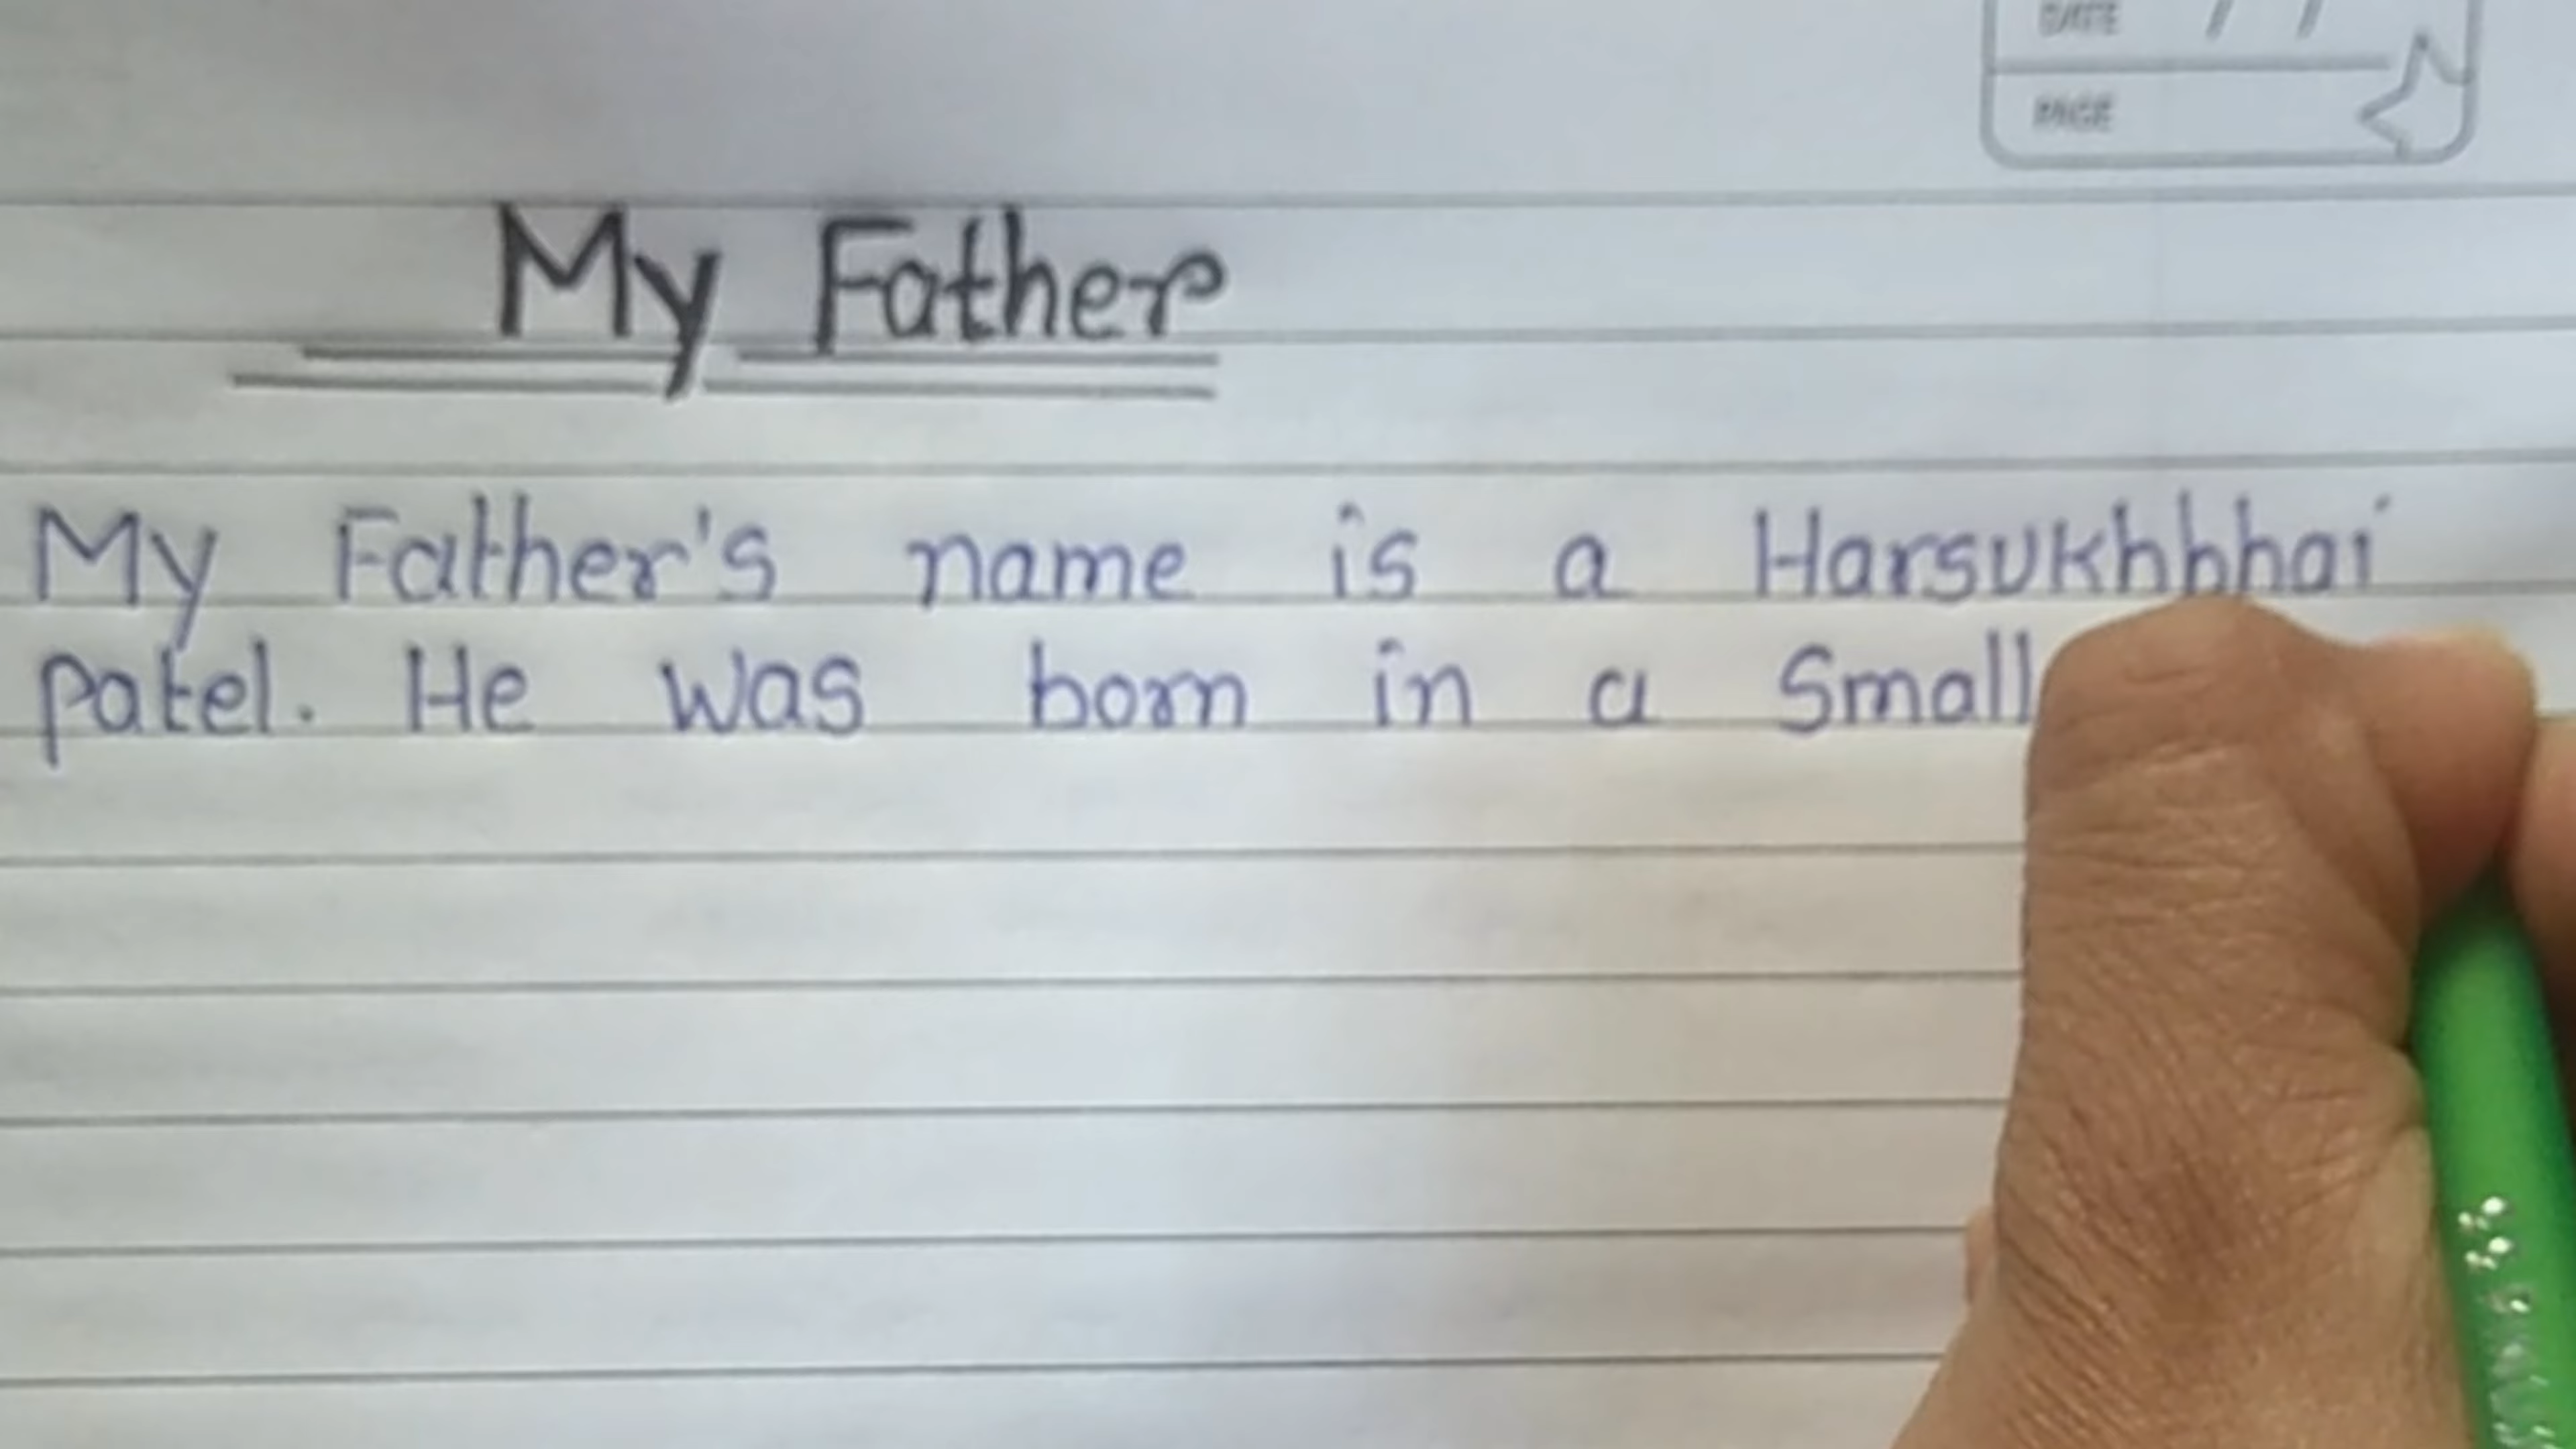 DATE / /
PAGE
My Father
My Father's name is a Harsukhbhai
patel. He was born in a Small